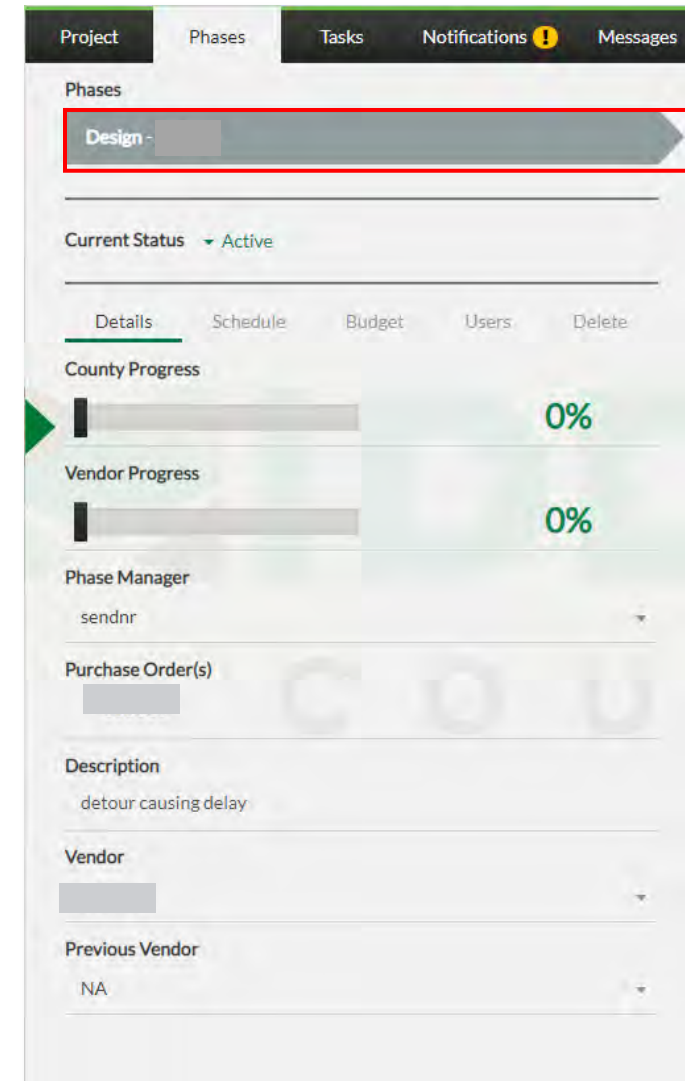 Project Phases Tasks Notifications ! Messages
Phases
Design -
Current Status Active
Details Schedule Budget Users Delete
County Progress
0%
Vendor Progress
0%
Phase Manager
sendnr
Purchase Order(s)
C O U
Description
detour causing delay
Vendor
Previous Vendor
NA